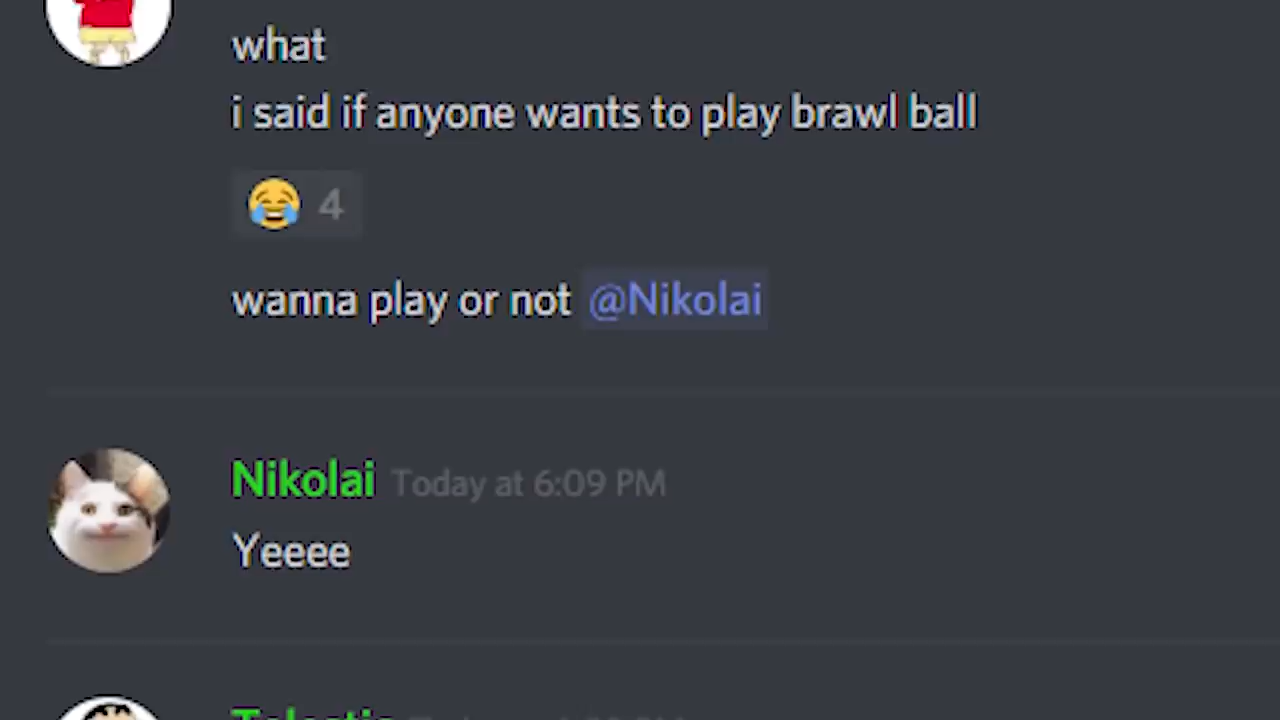 what
i said if anyone wants to play brawl ball
😂 4
wanna play or not @Nikolai
Nikolai Today at 6:09 PM
Yeeee